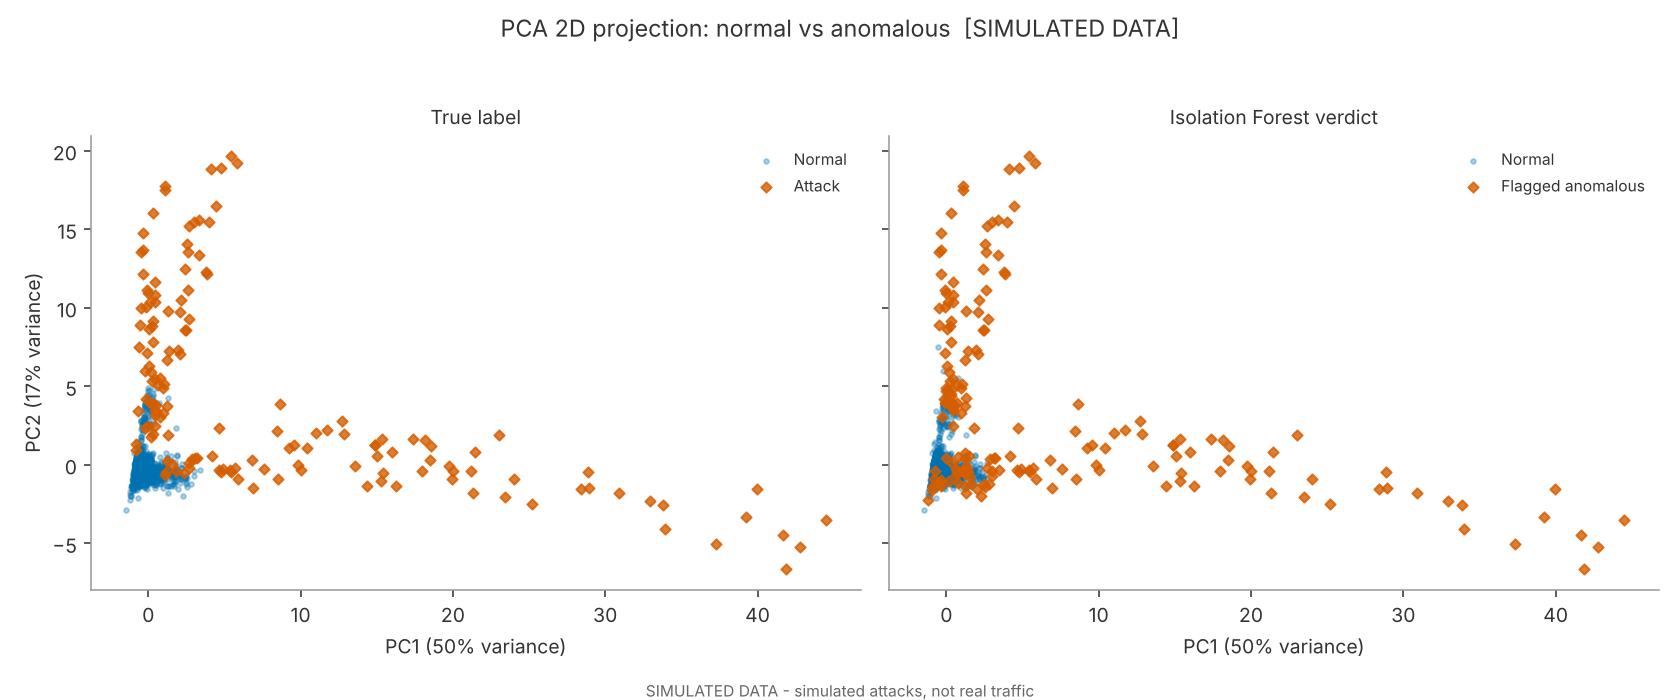 PCA 2D projection: normal vs anomalous [SIMULATED DATA]
True label
Normal
Attack
20
15
10
5
0
−5
PC2 (17% variance)
0 10 20 30 40
PC1 (50% variance)
Isolation Forest verdict
Normal
Flagged anomalous
0 10 20 30 40
PC1 (50% variance)
SIMULATED DATA - simulated attacks, not real traffic